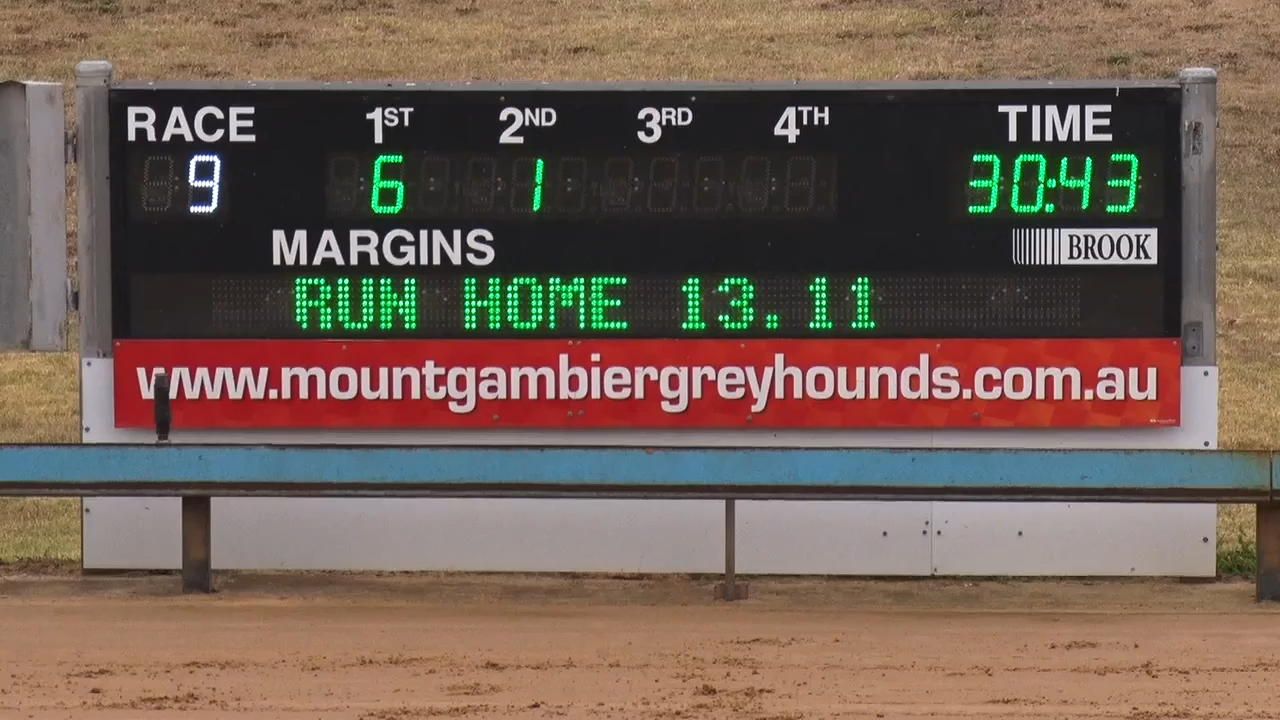 RACE 1ST 2ND 3RD 4TH TIME
9 6 1 30:43
MARGINS BROOK
RUN HOME 13.11
www.mountgambiergreyhounds.com.au